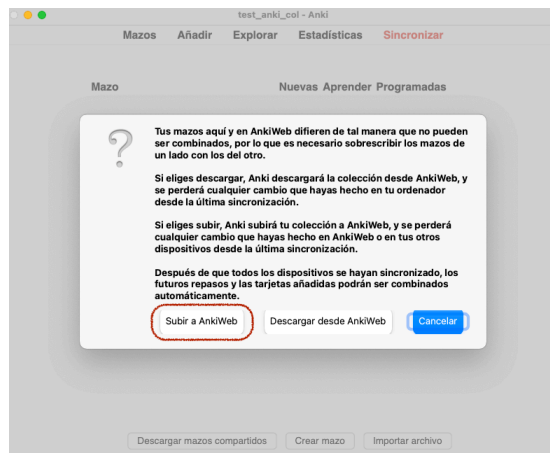 test_anki_col - Anki
Mazos Añadir Explorar Estadísticas Sincronizar
Mazo Nuevas Aprender Programadas
?
Tus mazos aquí y en AnkiWeb difieren de tal manera que no pueden
ser combinados, por lo que es necesario sobrescribir los mazos de
un lado con los del otro.
Si eliges descargar, Anki descargará la colección desde AnkiWeb, y
se perderá cualquier cambio que hayas hecho en tu ordenador
desde la última sincronización.
Si eliges subir, Anki subirá tu colección a AnkiWeb, y se perderá
cualquier cambio que hayas hecho en AnkiWeb o en tus otros
dispositivos desde la última sincronización.
Después de que todos los dispositivos se hayan sincronizado, los
futuros repasos y las tarjetas añadidas podrán ser combinados
automáticamente.
Subir a AnkiWeb Descargar desde AnkiWeb Cancelar
Descargar mazos compartidos Crear mazo Importar archivo